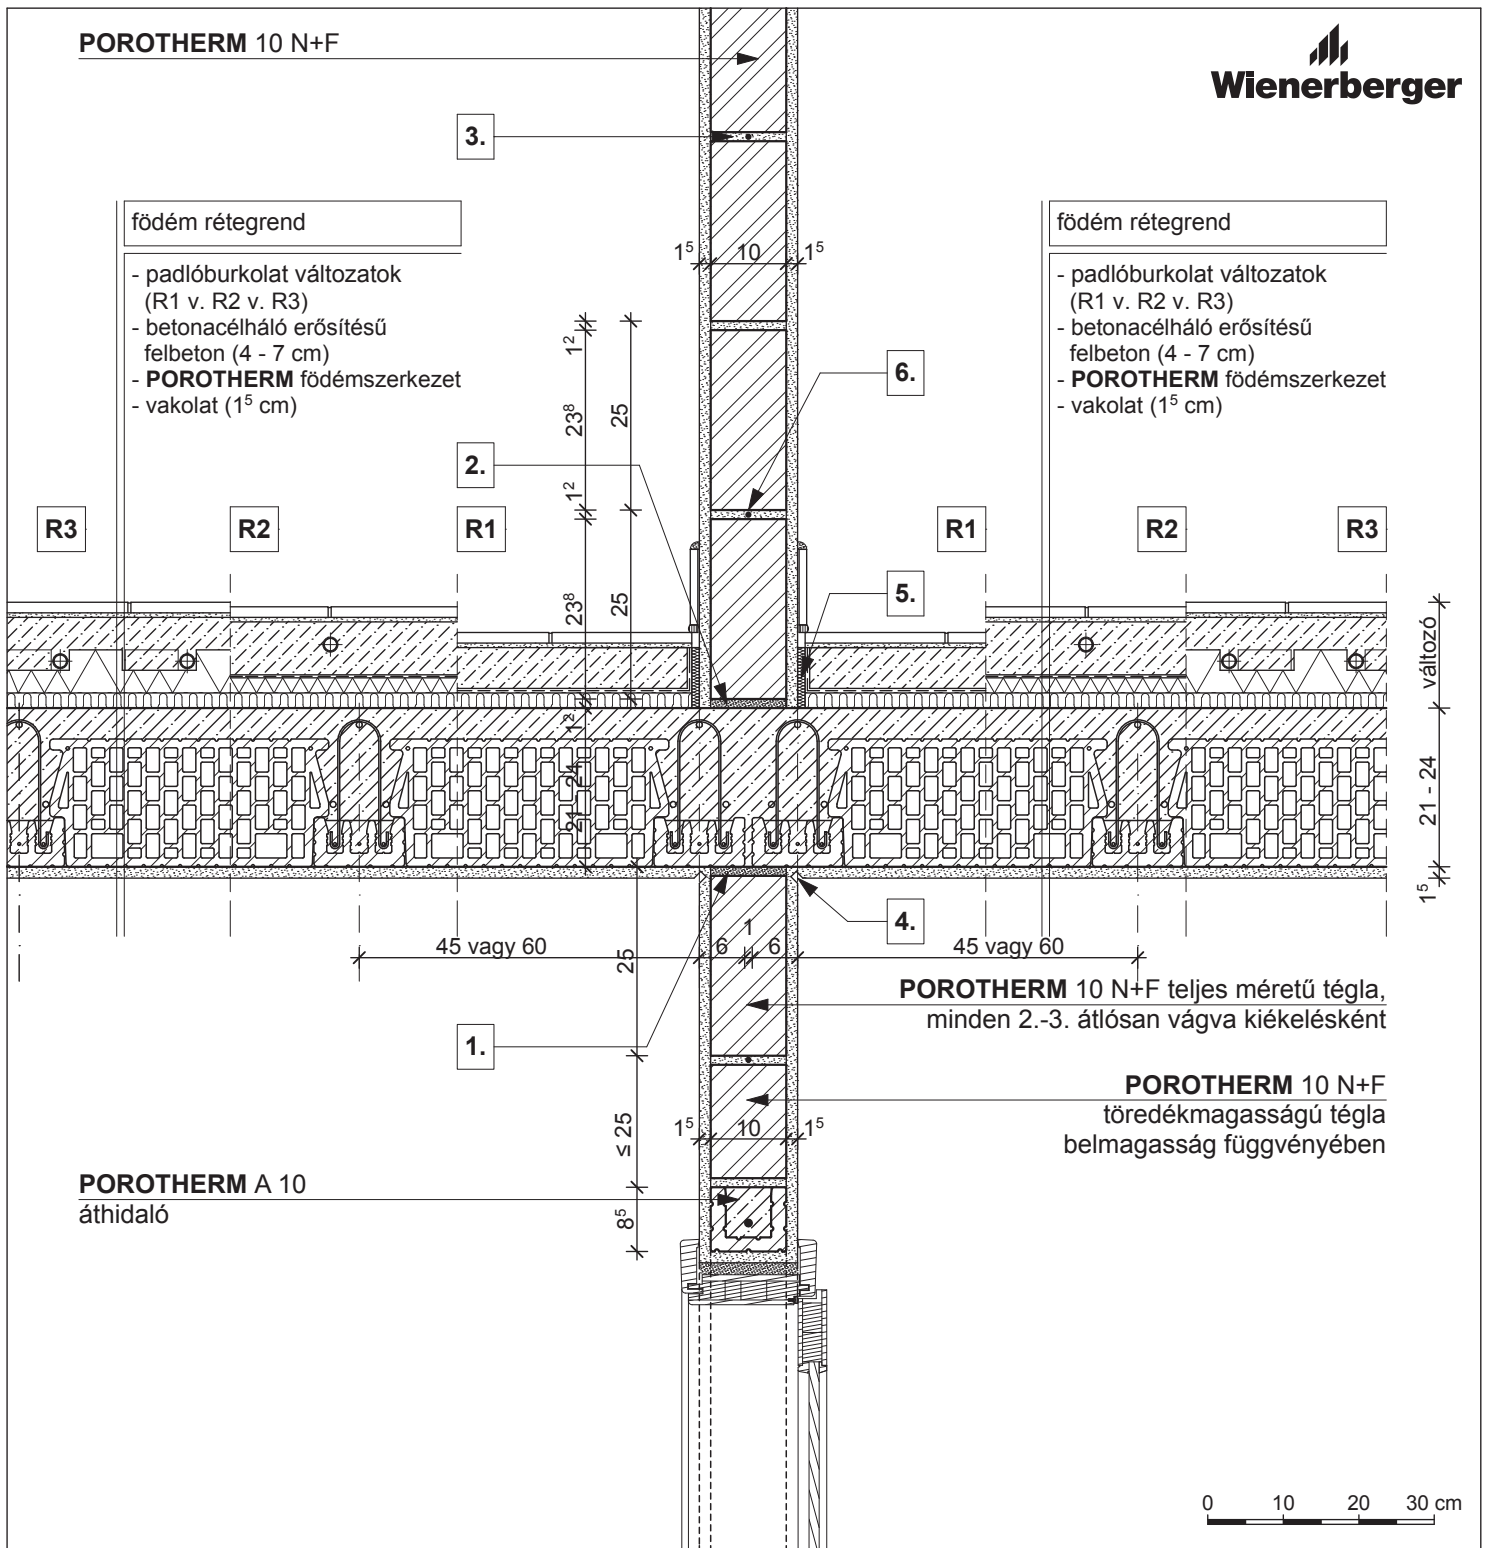 POROTHERM 10 N+F
Wienerberger
3.
födém rétegrend
- padlóburkolat változatok
(R1 v. R2 v. R3)
- betonacélháló erősítésű
felbeton (4 - 7 cm)
- POROTHERM födémszerkezet
- vakolat (1⁵ cm)
födém rétegrend
- padlóburkolat változatok
(R1 v. R2 v. R3)
- betonacélháló erősítésű
felbeton (4 - 7 cm)
- POROTHERM födémszerkezet
- vakolat (1⁵ cm)
1⁵ 10 1⁵
1²
23⁸
25
6.
2.
1²
R3 R2 R1 R1 R2 R3
23⁸
25
5.
változó
1²
21 - 24
21 - 24
1⁵
4.
1
45 vagy 60 6 6 45 vagy 60
25
POROTHERM 10 N+F teljes méretű tégla,
minden 2.-3. átlósan vágva kiékelésként
1.
POROTHERM 10 N+F
töredékmagasságú tégla
belmagasság függvényében
≤ 25
1⁵ 10 1⁵
POROTHERM A 10
áthidaló
8⁵
0 10 20 30 cm